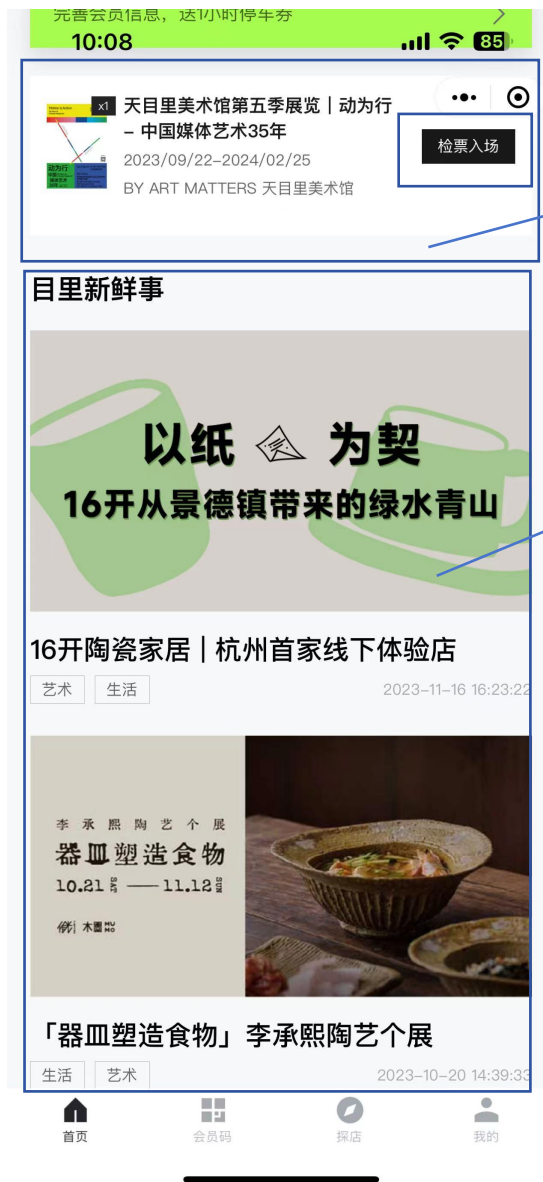 完善会员信息，送1小时停车券
10:08
85
x1
天目里美术馆第五季展览｜动为行
– 中国媒体艺术35年
2023/09/22–2024/02/25
BY ART MATTERS 天目里美术馆
检票入场
动为行
目里新鲜事
以纸 为契
16开从景德镇带来的绿水青山
16开陶瓷家居｜杭州首家线下体验店
艺术 生活
2023–11–16 16:23:22
李承熙陶艺个展
器皿塑造食物
10.21 SAT — 11.12 SUN
木墨 MUMO
「器皿塑造食物」李承熙陶艺个展
生活 艺术
2023–10–20 14:39:33
首页 会员码 探店 我的